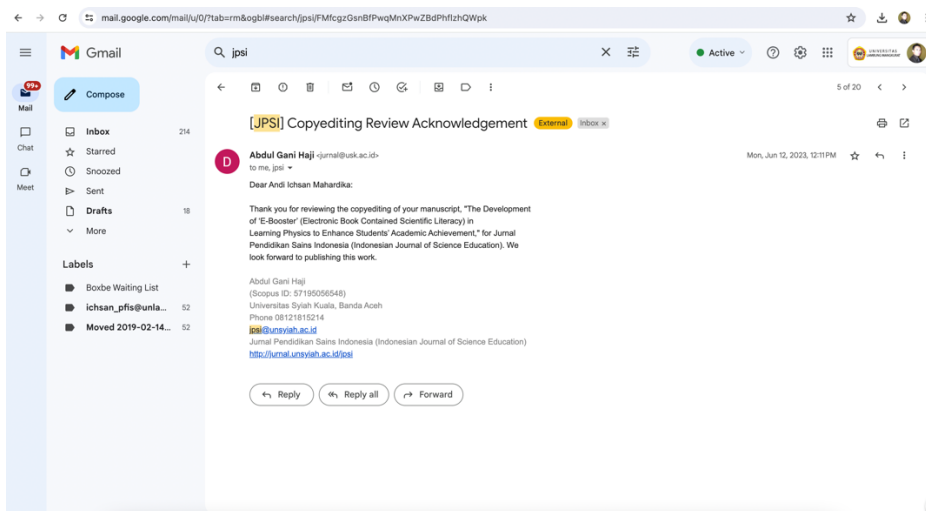 mail.google.com/mail/u/0/?tab=rm&ogbl#search/jpsi/FMfcgzGsnBfPwqMnXPwZBdPhflzhQWpk
Gmail
jpsi
Active
UNIVERSITAS
99+
Mail
Chat
Meet
Compose
Inbox 214
Starred
Snoozed
Sent
Drafts 18
More
Labels
Boxbe Waiting List
ichsan_pfis@unla... 52
Moved 2019-02-14... 52
5 of 20
[JPSI] Copyediting Review Acknowledgement External Inbox x
D
Abdul Gani Haji <jurnal@usk.ac.id> Mon, Jun 12, 2023, 12:11 PM
to me, jpsi
Dear Andi Ichsan Mahardika:
Thank you for reviewing the copyediting of your manuscript, "The Development
of 'E-Booster' (Electronic Book Contained Scientific Literacy) in
Learning Physics to Enhance Students' Academic Achievement," for Jurnal
Pendidikan Sains Indonesia (Indonesian Journal of Science Education). We
look forward to publishing this work.
Abdul Gani Haji
(Scopus ID: 57195056548)
Universitas Syiah Kuala, Banda Aceh
Phone 08121815214
jpsi@unsyiah.ac.id
Jurnal Pendidikan Sains Indonesia (Indonesian Journal of Science Education)
http://jurnal.unsyiah.ac.id/jpsi
Reply Reply all Forward